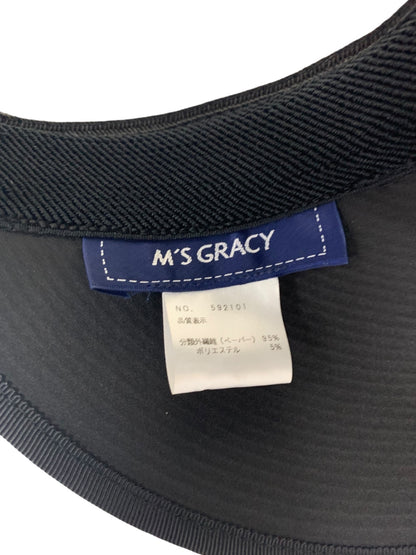 M'S GRACY
NO. 592101
品質表示
分類外繊維(ペーパー) 95%
ポリエステル 5%